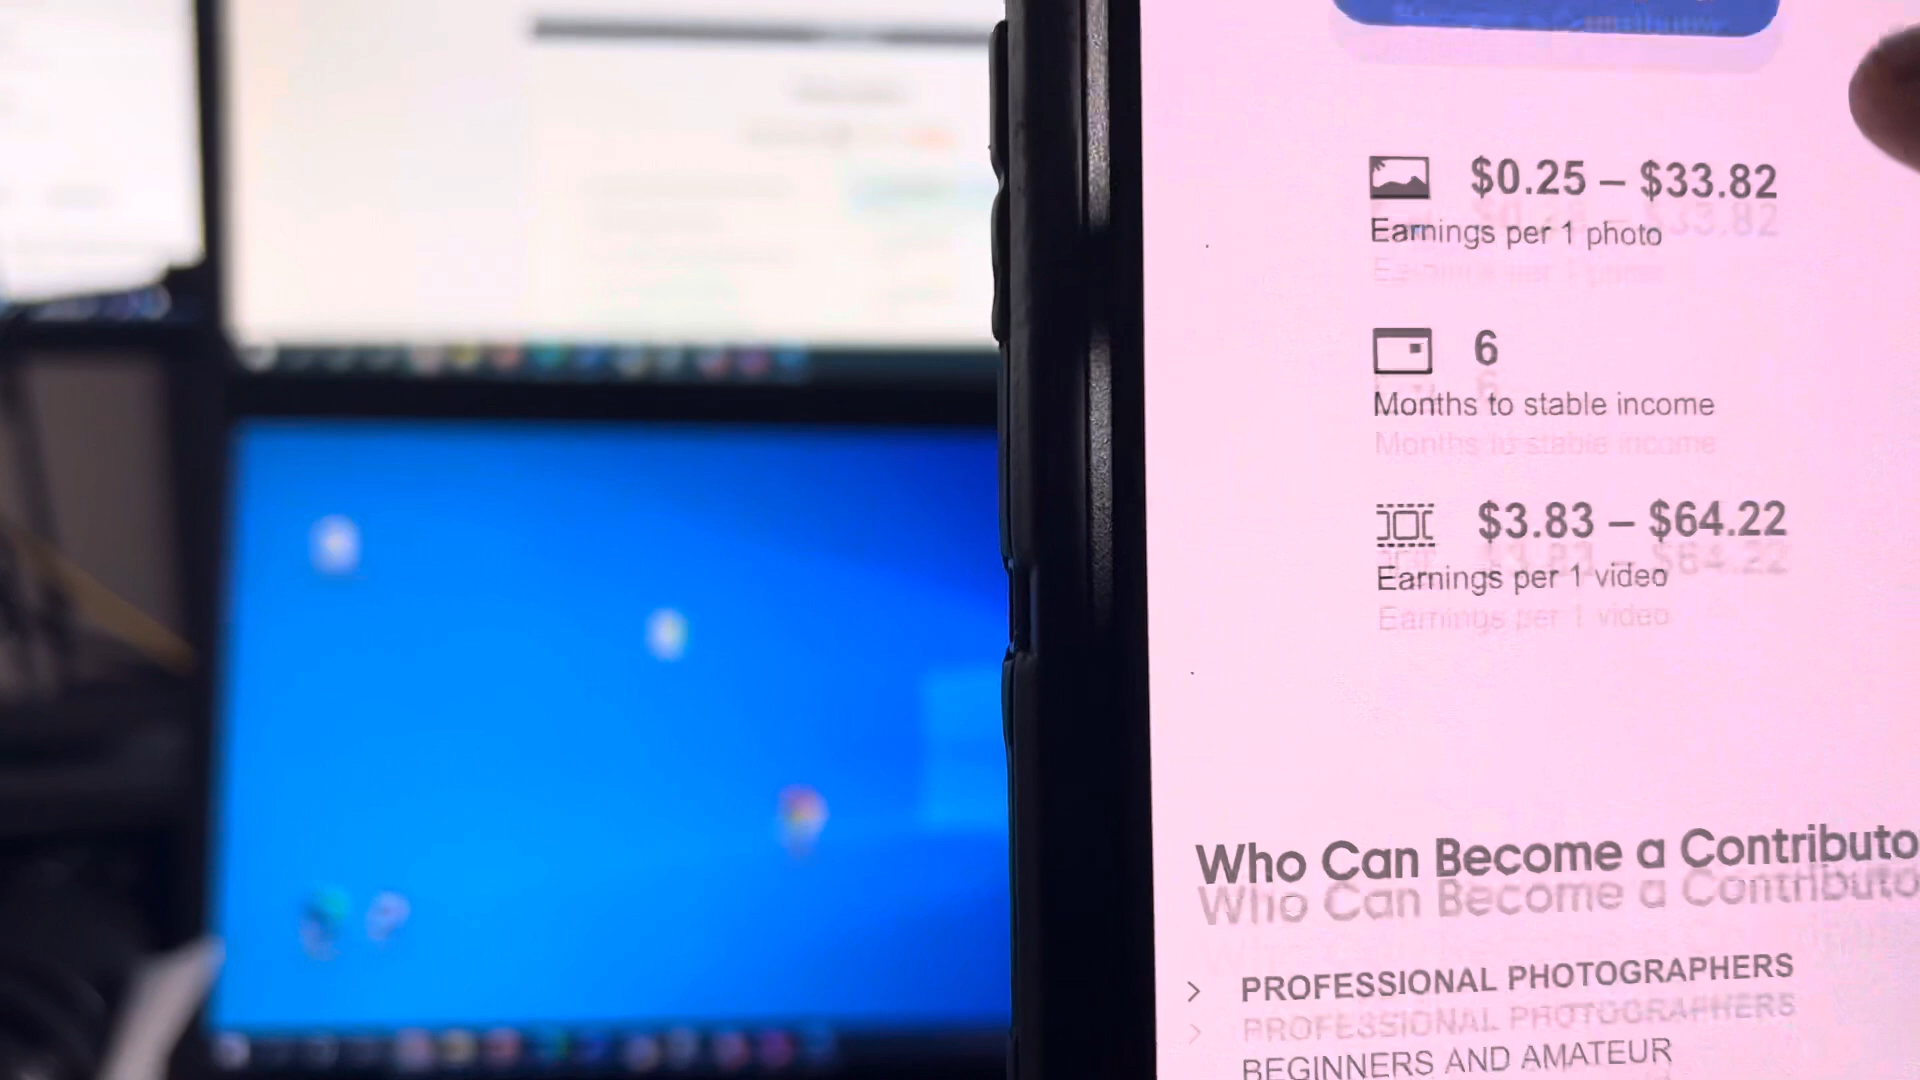 $0.25 – $33.82
Earnings per 1 photo
6
Months to stable income
$3.83 – $64.22
Earnings per 1 video
Who Can Become a Contributo
PROFESSIONAL PHOTOGRAPHERS
BEGINNERS AND AMATEUR